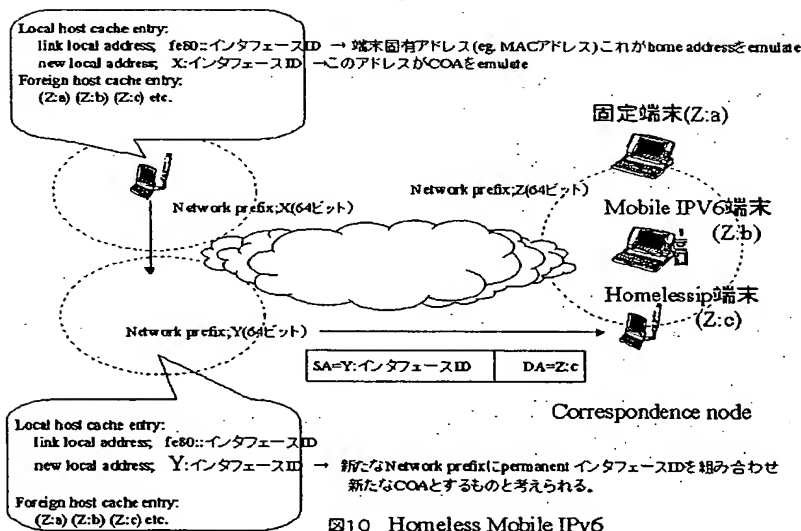 Local host cache entry:
link local address; fe80::インタフェースID → 端末固有アドレス(eg. MACアドレス)これがhome addressをemulate
new local address; X:インタフェースID →このアドレスがCOAをemulate
Foreign host cache entry:
(Z:a) (Z:b) (Z:c) etc.
固定端末(Z:a)
Network prefix;X(64ビット)
Network prefix;Z(64ビット)
Mobile IPV6端末
(Z:b)
Homelessip端末
(Z:c)
Network prefix;Y(64ビット)
SA=Y:インタフェースID DA=Z:c
Correspondence node
Local host cache entry:
link local address; fe80::インタフェースID
new local address; Y:インタフェースID → 新たなNetwork prefixにpermanent インタフェースIDを組み合わせ
新たなCOAとするものと考えられる。
Foreign host cache entry:
(Z:a) (Z:b) (Z:c) etc.
図10 Homeless Mobile IPv6